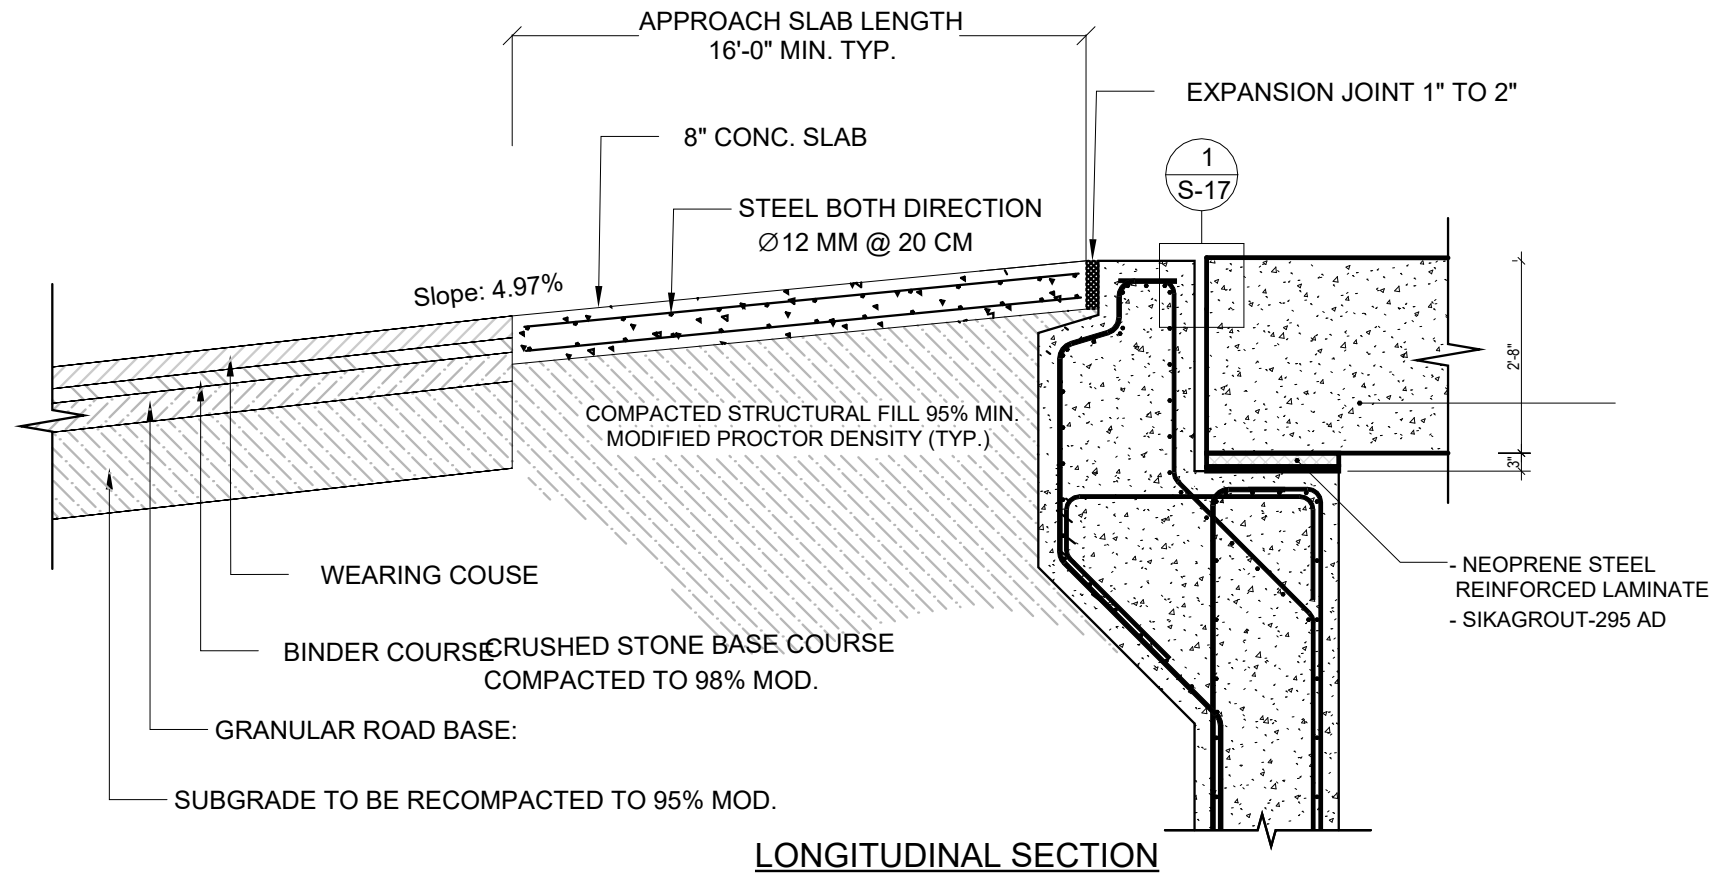 APPROACH SLAB LENGTH
16'-0" MIN. TYP.
EXPANSION JOINT 1" TO 2"
8" CONC. SLAB
1
S-17
STEEL BOTH DIRECTION
Ø12 MM @ 20 CM
Slope: 4.97%
2'-8"
COMPACTED STRUCTURAL FILL 95% MIN.
MODIFIED PROCTOR DENSITY (TYP.)
3"
- NEOPRENE STEEL
REINFORCED LAMINATE
- SIKAGROUT-295 AD
WEARING COUSE
BINDER COURSE
CRUSHED STONE BASE COURSE
COMPACTED TO 98% MOD.
GRANULAR ROAD BASE:
SUBGRADE TO BE RECOMPACTED TO 95% MOD.
LONGITUDINAL SECTION